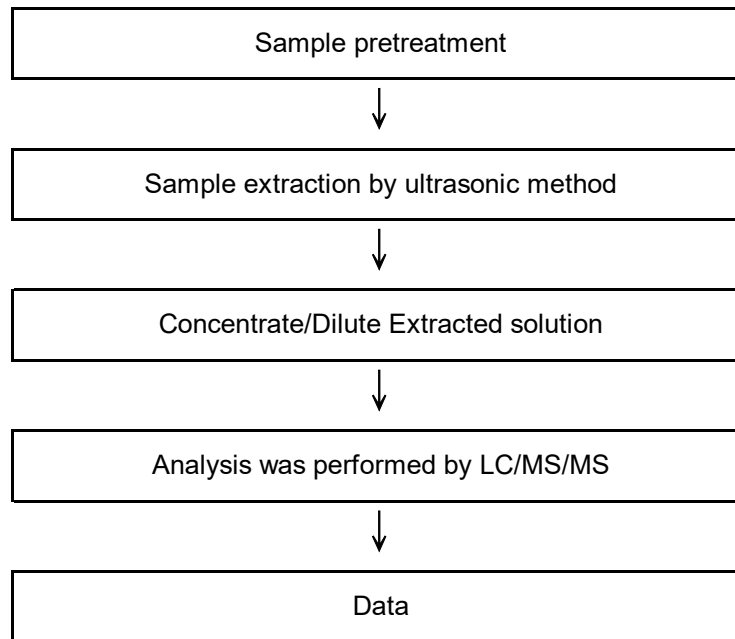 Sample pretreatment
Sample extraction by ultrasonic method
Concentrate/Dilute Extracted solution
Analysis was performed by LC/MS/MS
Data